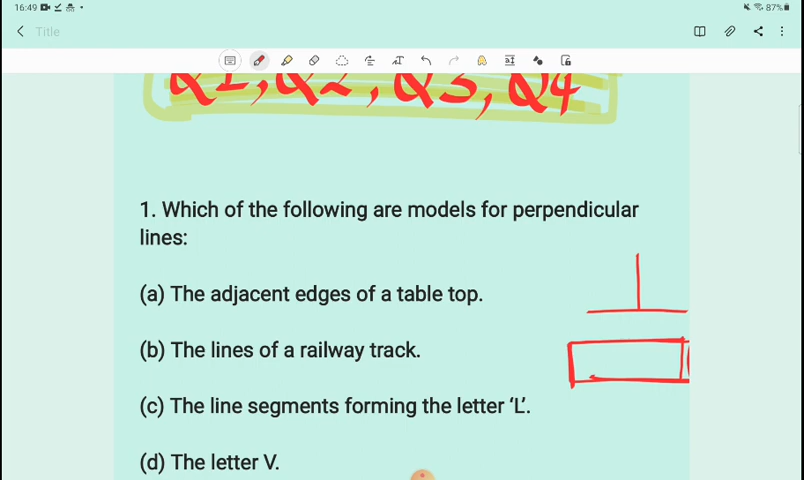 16:49
87%
Title
Q1, Q2, Q3, Q4
1. Which of the following are models for perpendicular
lines:
(a) The adjacent edges of a table top.
(b) The lines of a railway track.
(c) The line segments forming the letter ‘L’.
(d) The letter V.